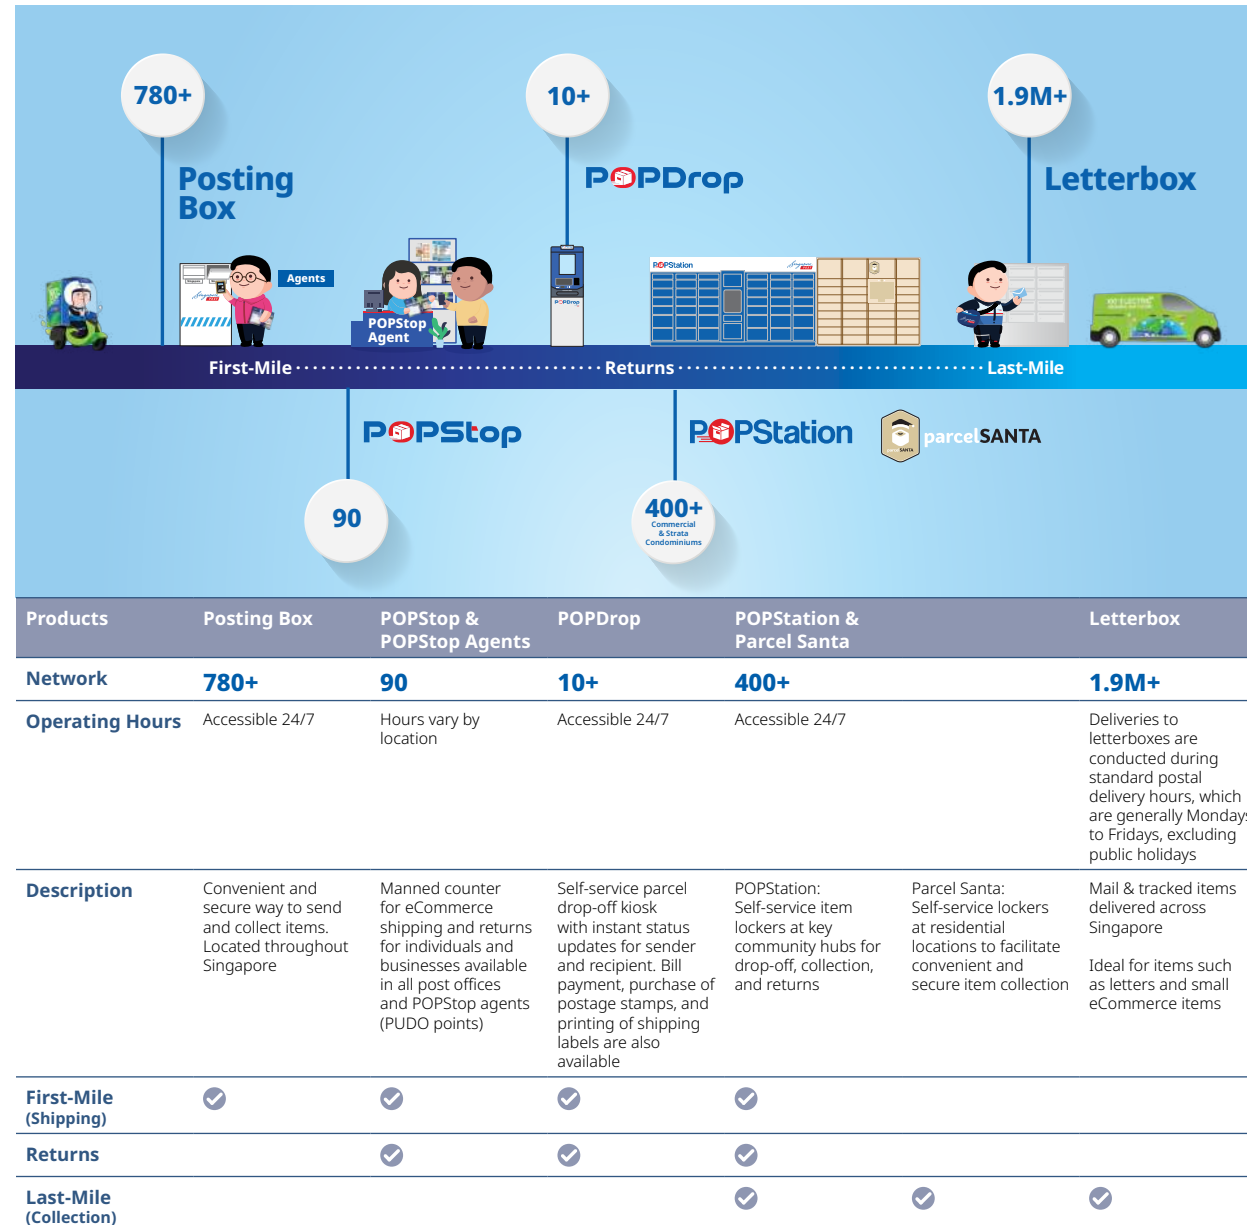 780+
10+
1.9M+
Posting
Box
POPDrop
Letterbox
Agents
POPStation
Singapore
POST
POPStop
Agent
POPDrop
First-Mile
Returns
Last-Mile
POPStop
POPStation
parcelSANTA
90
400+
Commercial
& Strata
Condominiums
Products
Posting Box
POPStop &
POPStop Agents
POPDrop
POPStation &
Parcel Santa
Letterbox
Network
780+
90
10+
400+
1.9M+
Operating Hours
Accessible 24/7
Hours vary by
location
Accessible 24/7
Accessible 24/7
Deliveries to
letterboxes are
conducted during
standard postal
delivery hours, which
are generally Mondays
to Fridays, excluding
public holidays
Description
Convenient and
secure way to send
and collect items.
Located throughout
Singapore
Manned counter
for eCommerce
shipping and returns
for individuals and
businesses available
in all post offices
and POPStop agents
(PUDO points)
Self-service parcel
drop-off kiosk
with instant status
updates for sender
and recipient. Bill
payment, purchase of
postage stamps, and
printing of shipping
labels are also
available
POPStation:
Self-service item
lockers at key
community hubs for
drop-off, collection,
and returns
Parcel Santa:
Self-service lockers
at residential
locations to facilitate
convenient and
secure item collection
Mail & tracked items
delivered across
Singapore
Ideal for items such
as letters and small
eCommerce items
First-Mile
(Shipping)
Returns
Last-Mile
(Collection)